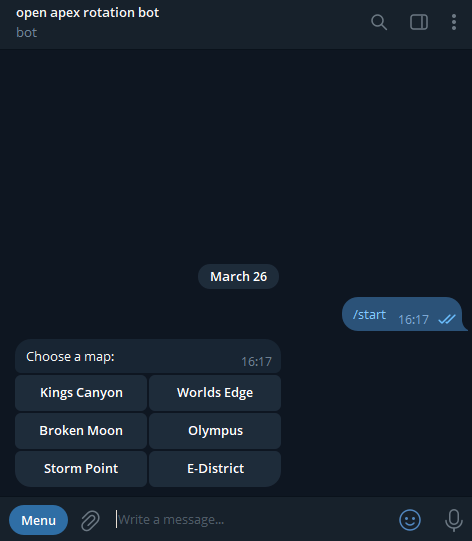 open apex rotation bot
bot
March 26
/start 16:17
Choose a map: 16:17
Kings Canyon Worlds Edge
Broken Moon Olympus
Storm Point E-District
Menu Write a message...